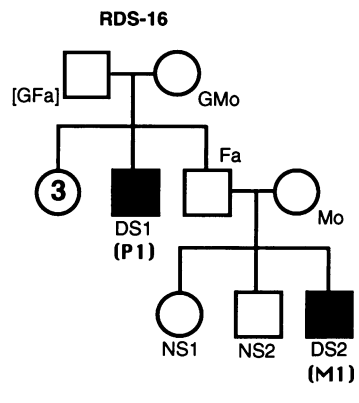 RDS-16
[GFa]
GMo
Fa
3
Mo
DS1
(P1)
NS1
NS2
DS2
(M1)